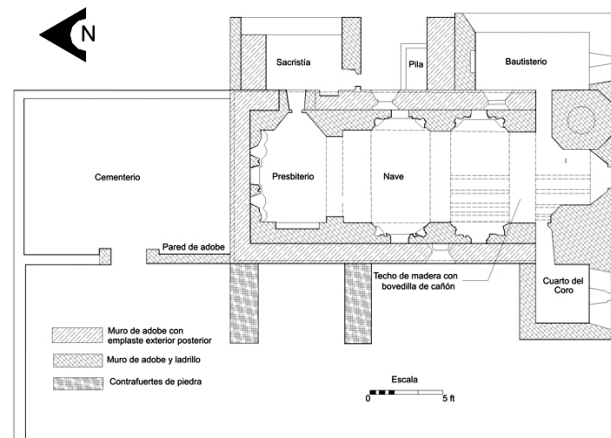 N
Sacristía
Pila
Bautisterio
Cementerio
Presbiterio
Nave
Pared de adobe
Techo de madera con
bovedilla de cañón
Cuarto del
Coro
Muro de adobe con
emplaste exterior posterior
Muro de adobe y ladrillo
Contrafuertes de piedra
Escala
0 5 ft